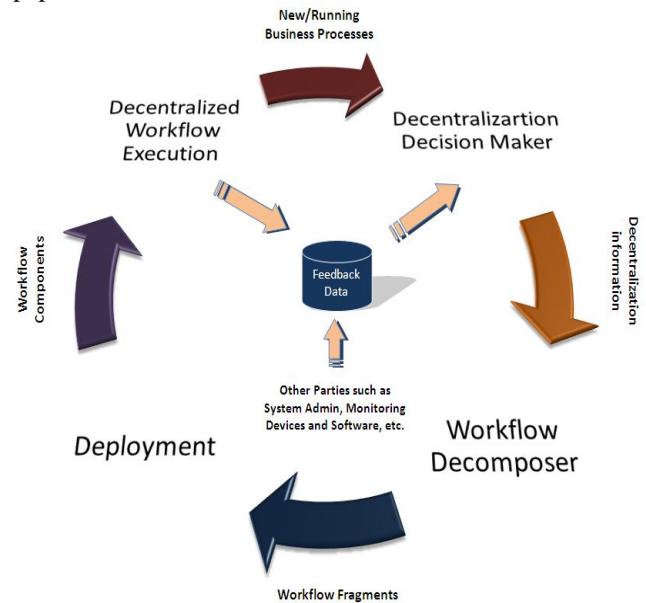 New/Running
Business Processes
Decentralized
Workflow
Execution
Decentralizartion
Decision Maker
Workflow
Components
Feedback
Data
Decentralization
information
Other Parties such as
System Admin, Monitoring
Devices and Software, etc.
Deployment
Workflow
Decomposer
Workflow Fragments